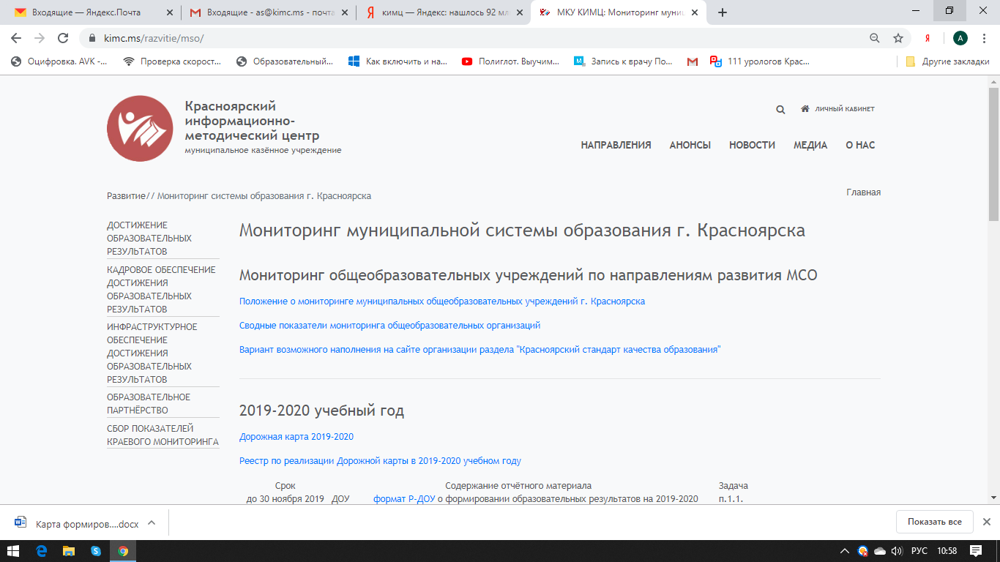 Входящие — Яндекс.Почта
Входящие - as@kimc.ms - почта
кимц — Яндекс: нашлось 92 мл
МКУ КИМЦ: Мониторинг муни
kimc.ms/razvitie/mso/
Я
A
Оцифровка. AVK -...
Проверка скорост...
Образовательный...
Как включить и на...
Полиглот. Выучим...
Запись к врачу По...
111 урологов Крас...
Другие закладки
Красноярский
информационно-
методический центр
муниципальное казённое учреждение
ЛИЧНЫЙ КАБИНЕТ
НАПРАВЛЕНИЯ АНОНСЫ НОВОСТИ МЕДИА О НАС
Развитие// Мониторинг системы образования г. Красноярска
Главная
ДОСТИЖЕНИЕ
ОБРАЗОВАТЕЛЬНЫХ
РЕЗУЛЬТАТОВ
КАДРОВОЕ ОБЕСПЕЧЕНИЕ
ДОСТИЖЕНИЯ
ОБРАЗОВАТЕЛЬНЫХ
РЕЗУЛЬТАТОВ
ИНФРАСТРУКТУРНОЕ
ОБЕСПЕЧЕНИЕ
ДОСТИЖЕНИЯ
ОБРАЗОВАТЕЛЬНЫХ
РЕЗУЛЬТАТОВ
ОБРАЗОВАТЕЛЬНОЕ
ПАРТНЁРСТВО
СБОР ПОКАЗАТЕЛЕЙ
КРАЕВОГО МОНИТОРИНГА
Мониторинг муниципальной системы образования г. Красноярска
Мониторинг общеобразовательных учреждений по направлениям развития МСО
Положение о мониторинге муниципальных общеобразовательных учреждений г. Красноярска
Сводные показатели мониторинга общеобразовательных организаций
Вариант возможного наполнения на сайте организации раздела "Красноярский стандарт качества образования"
2019-2020 учебный год
Дорожная карта 2019-2020
Реестр по реализации Дорожной карты в 2019-2020 учебном году
Срок Содержание отчётного материала Задача
до 30 ноября 2019 ДОУ формат Р-ДОУ о формировании образовательных результатов на 2019-2020 п.1.1.
Карта формиров....docx
Показать все
РУС 10:58